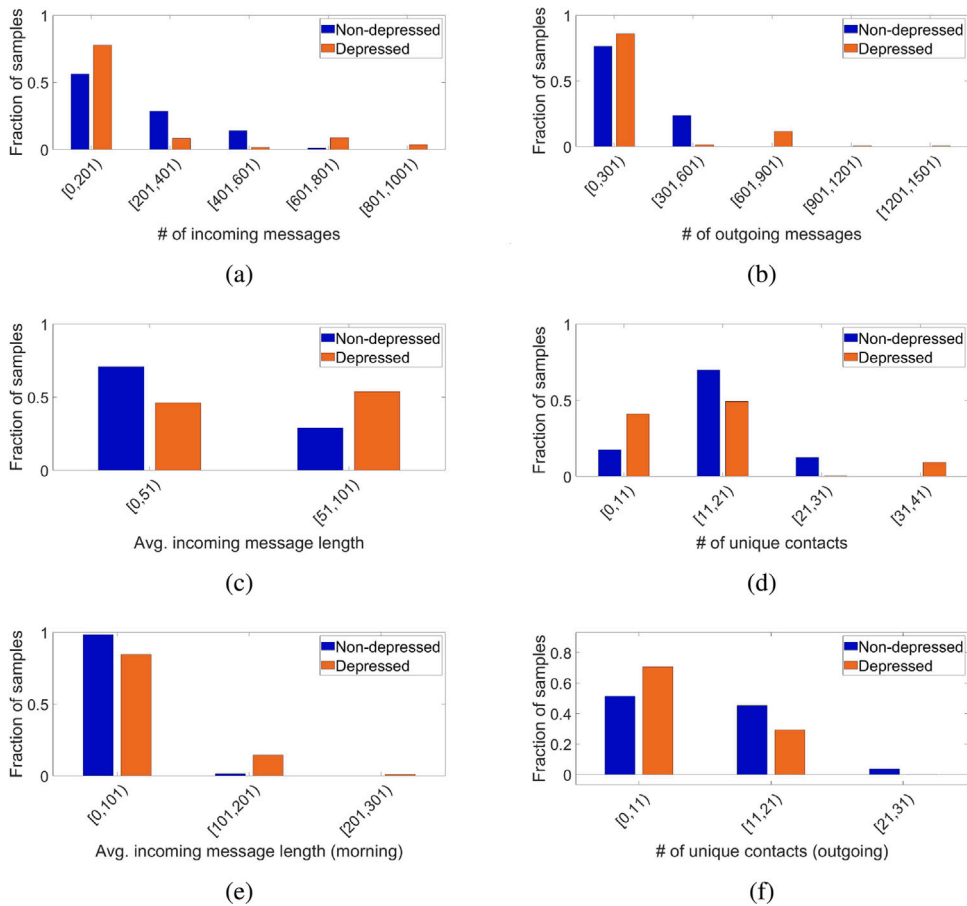 Fraction of samples
1
0.5
0
Non-depressed
Depressed
[0,201)
[201,401)
[401,601)
[601,801)
[801,1001)
# of incoming messages
(a)
Fraction of samples
1
0.5
0
Non-depressed
Depressed
[0,301)
[301,601)
[601,901)
[901,1201)
[1201,1501)
# of outgoing messages
(b)
Fraction of samples
1
0.5
0
Non-depressed
Depressed
[0,51)
[51,101)
Avg. incoming message length
(c)
Fraction of samples
1
0.5
0
Non-depressed
Depressed
[0,11)
[11,21)
[21,31)
[31,41)
# of unique contacts
(d)
Fraction of samples
1
0.5
0
Non-depressed
Depressed
[0,101)
[101,201)
[201,301)
Avg. incoming message length (morning)
(e)
Fraction of samples
0.8
0.6
0.4
0.2
0
Non-depressed
Depressed
[0,11)
[11,21)
[21,31)
# of unique contacts (outgoing)
(f)